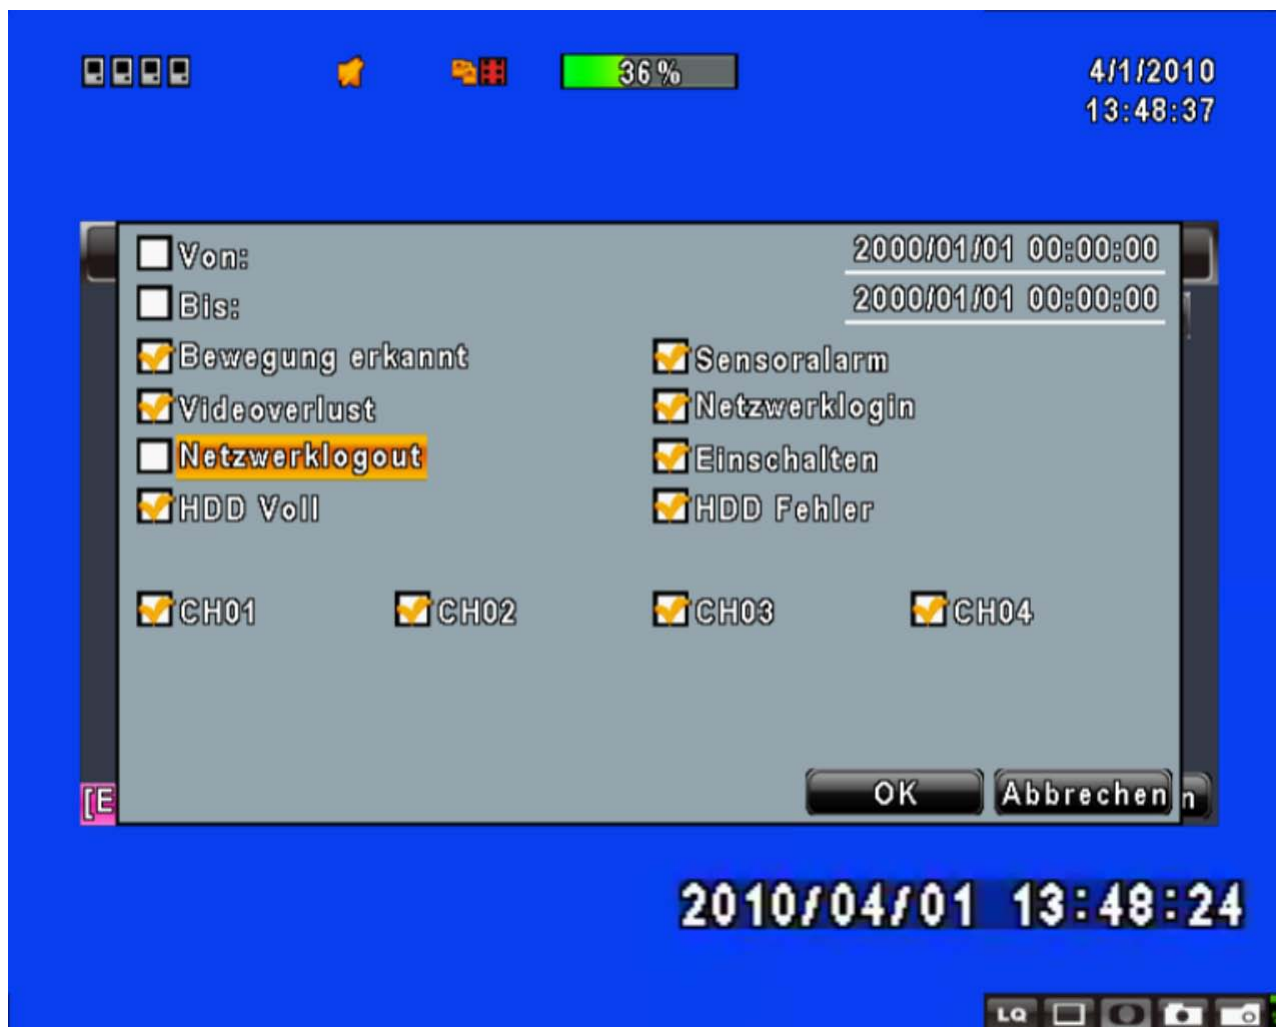 36%
4/1/2010
13:48:37
Von: 2000/01/01 00:00:00
Bis: 2000/01/01 00:00:00
Bewegung erkannt Sensoralarm
Videoverlust Netzwerklogin
Netzwerklogout Einschalten
HDD Voll HDD Fehler
CH01 CH02 CH03 CH04
[E OK Abbrechen n
2010/04/01 13:48:24
LQ